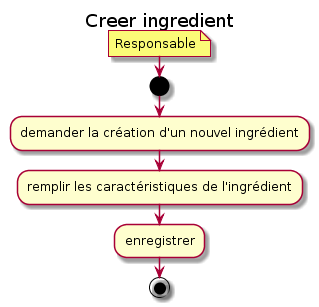 Creer ingredient
Responsable
demander la création d'un nouvel ingrédient
remplir les caractéristiques de l'ingrédient
enregistrer